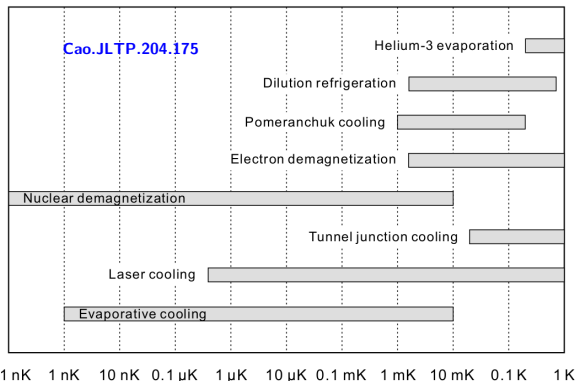 Cao.JLTP.204.175
Helium-3 evaporation
Dilution refrigeration
Pomeranchuk cooling
Electron demagnetization
Nuclear demagnetization
Tunnel junction cooling
Laser cooling
Evaporative cooling
1 nK 1 nK 10 nK 0.1 μK 1 μK 10 μK 0.1 mK 1 mK 10 mK 0.1 K 1K